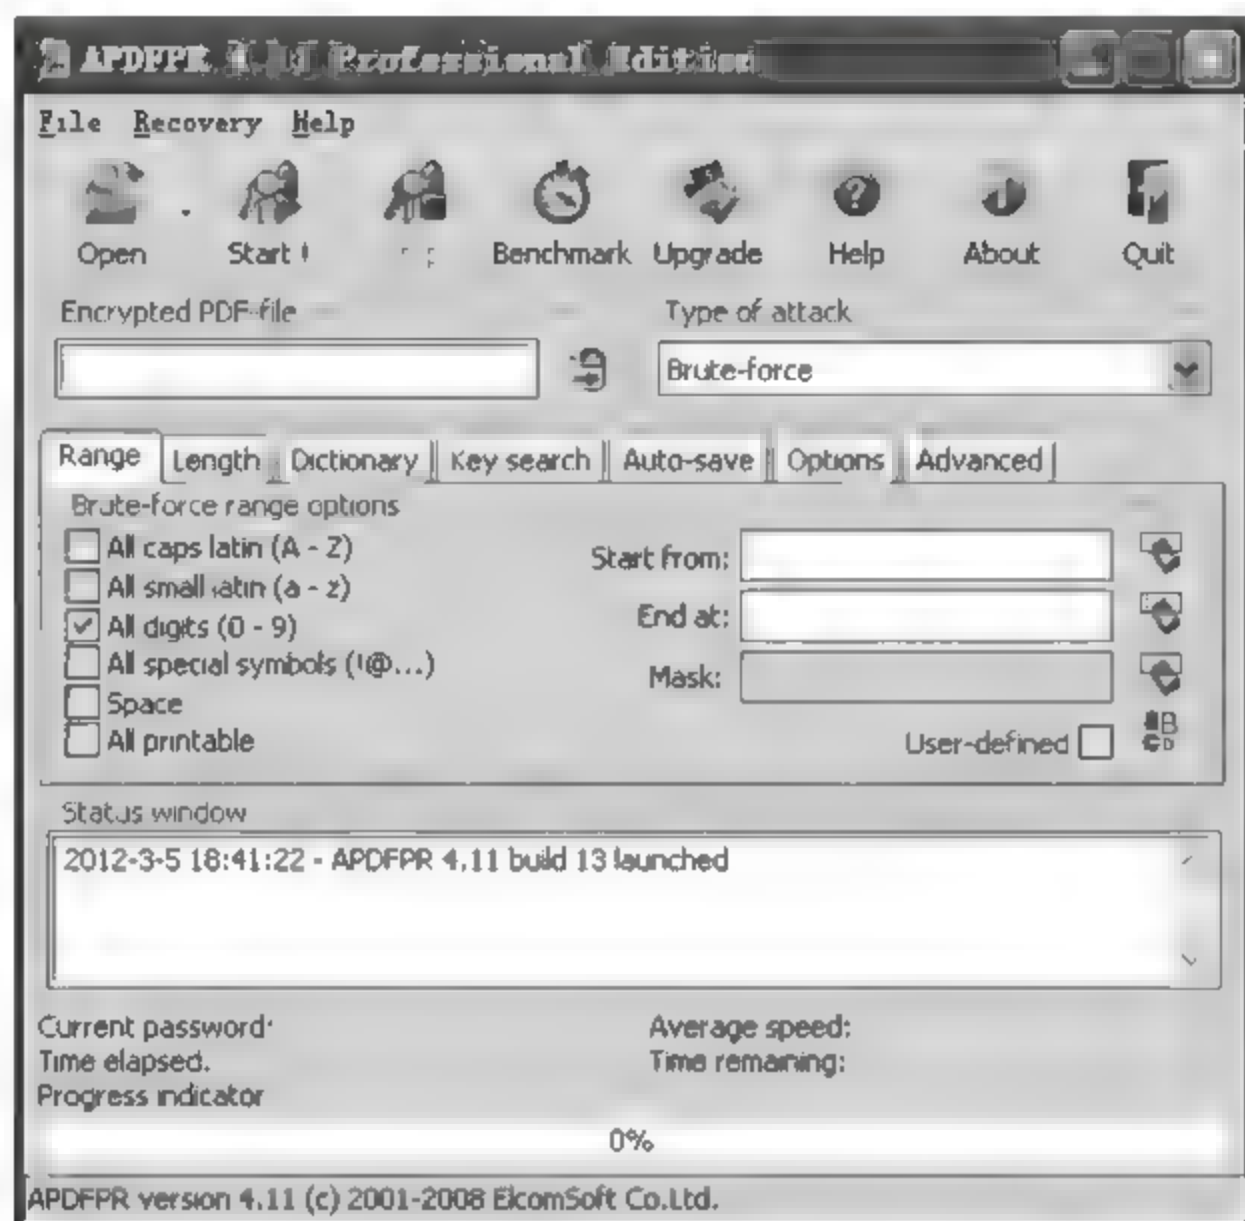 APDFPR Professional Edition
File Recovery Help
Open Start Benchmark Upgrade Help About Quit
Encrypted PDF-file Type of attack
Brute-force
Range Length Dictionary Key search Auto-save Options Advanced
Brute-force range options
All caps latin (A - Z) Start from:
All small latin (a - z)
End at:
All digits (0 - 9)
All special symbols (!@...)
Mask:
Space
All printable User-defined
Status window
2012-3-5 18:41:22 - APDFPR 4.11 build 13 launched
Current password: Average speed:
Time elapsed: Time remaining:
Progress indicator
0%
APDFPR version 4.11 (c) 2001-2008 ElcomSoft Co.Ltd.